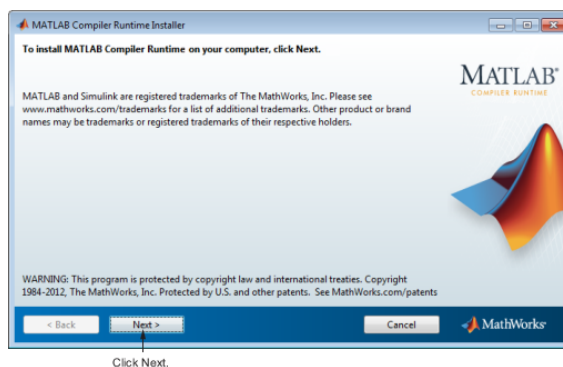 MATLAB Compiler Runtime Installer
To install MATLAB Compiler Runtime on your computer, click Next.
MATLAB®
COMPILER RUNTIME
MATLAB and Simulink are registered trademarks of The MathWorks, Inc. Please see
www.mathworks.com/trademarks for a list of additional trademarks. Other product or brand
names may be trademarks or registered trademarks of their respective holders.
WARNING: This program is protected by copyright law and international treaties. Copyright
1984-2012, The MathWorks, Inc. Protected by U.S. and other patents. See MathWorks.com/patents
< Back Next > Cancel MathWorks®
Click Next.